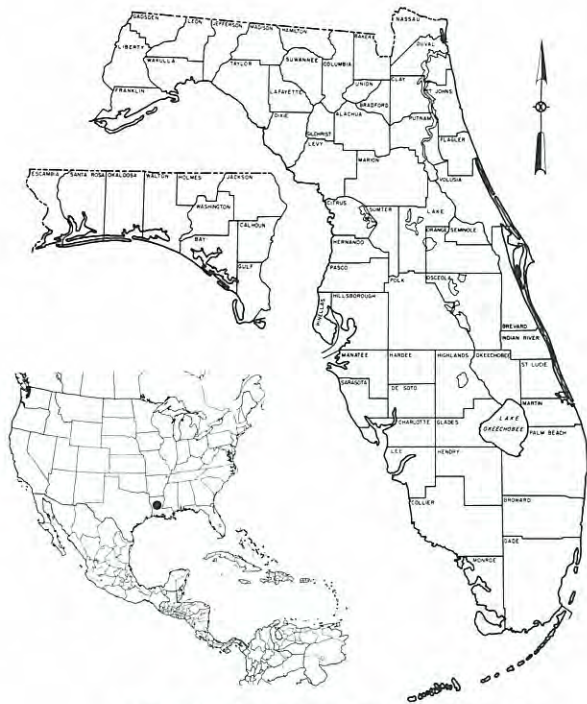 NASSAU
GADSDEN
LEON
JEFFERSON
MADISON
HAMILTON
BAKER
DUVAL
LIBERTY
WAKULLA
TAYLOR
SUWANNEE
COLUMBIA
UNION
CLAY
ST JOHNS
FRANKLIN
LAFAYETTE
BRADFORD
DIXIE
ALACHUA
PUTNAM
GILCHRIST
FLAGLER
LEVY
MARION
VOLUSIA
ESCAMBIA
SANTA ROSA
OKALOOSA
WALTON
HOLMES
JACKSON
WASHINGTON
BAY
CALHOUN
GULF
CITRUS
SUMTER
LAKE
HERNANDO
ORANGE
SEMINOLE
PASCO
POLK
OSCEOLA
HILLSBOROUGH
PINELLAS
BREVARD
INDIAN RIVER
MANATEE
HARDEE
HIGHLANDS
OKEECHOBEE
ST LUCIE
SARASOTA
DE SOTO
MARTIN
CHARLOTTE
GLADES
LAKE
OKEECHOBEE
PALM BEACH
LEE
HENDRY
COLLIER
BROWARD
DADE
MONROE